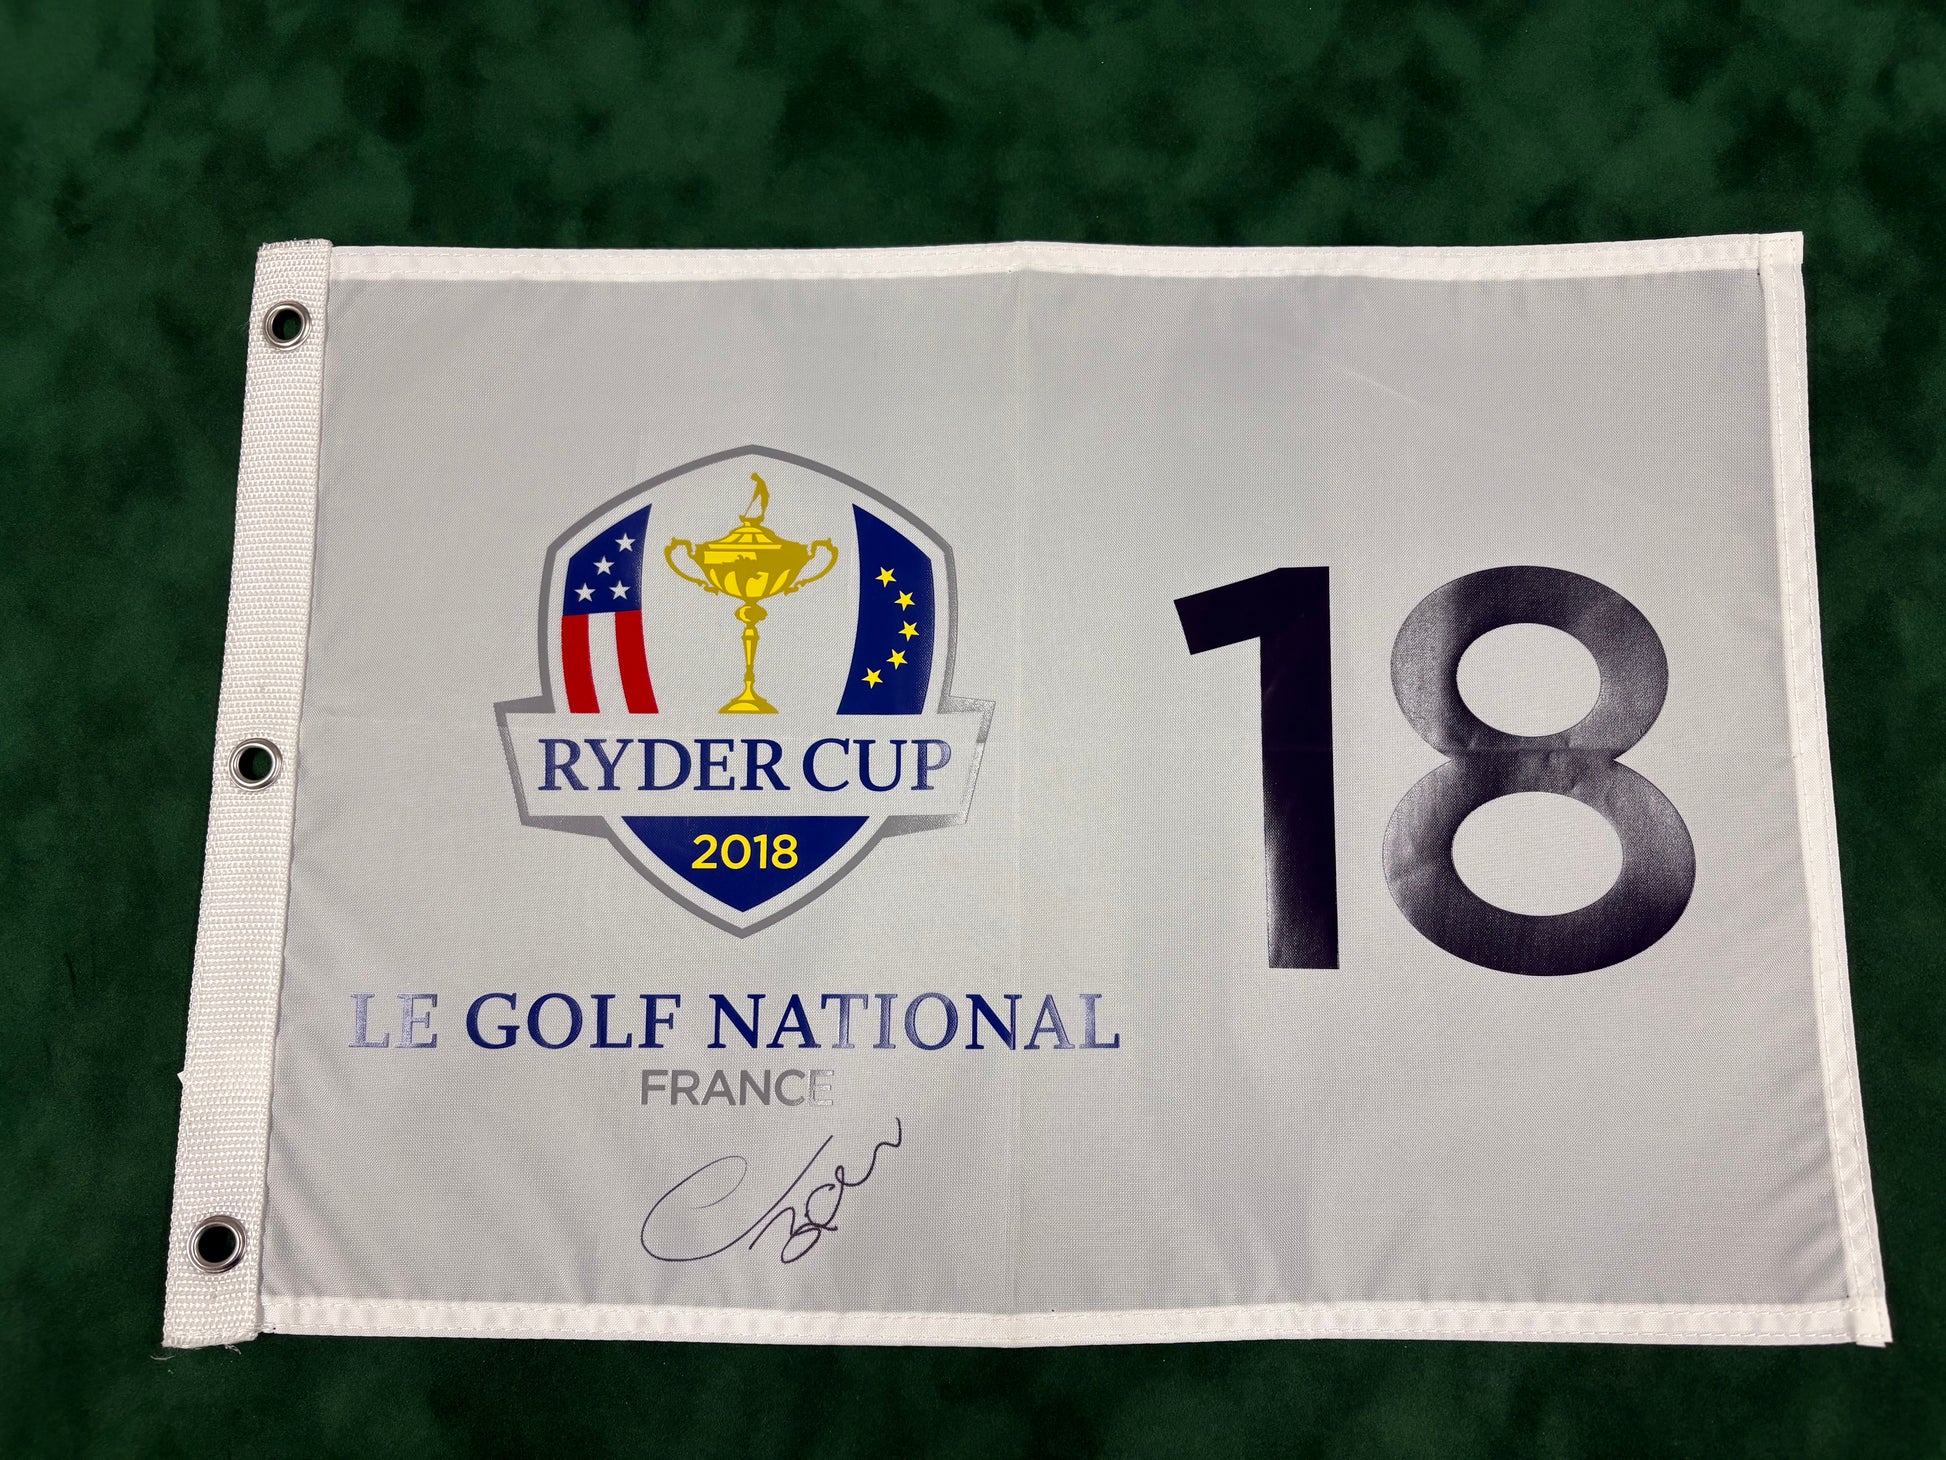 RYDER CUP
2018
LE GOLF NATIONAL
FRANCE
18